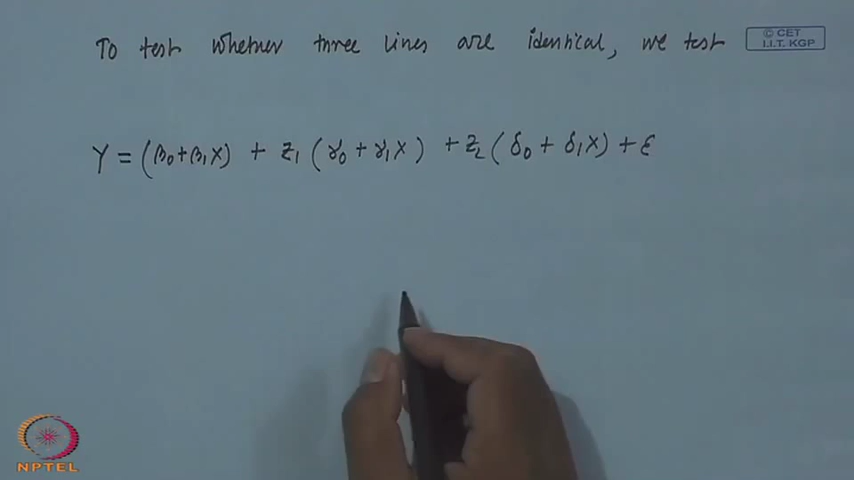 To test whether three lines are identical, we test
© CET
I.I.T. KGP
Y = (β₀+β₁X) + Z₁ (γ₀ + γ₁X) + Z₂ (δ₀ + δ₁X) + ε
NPTEL